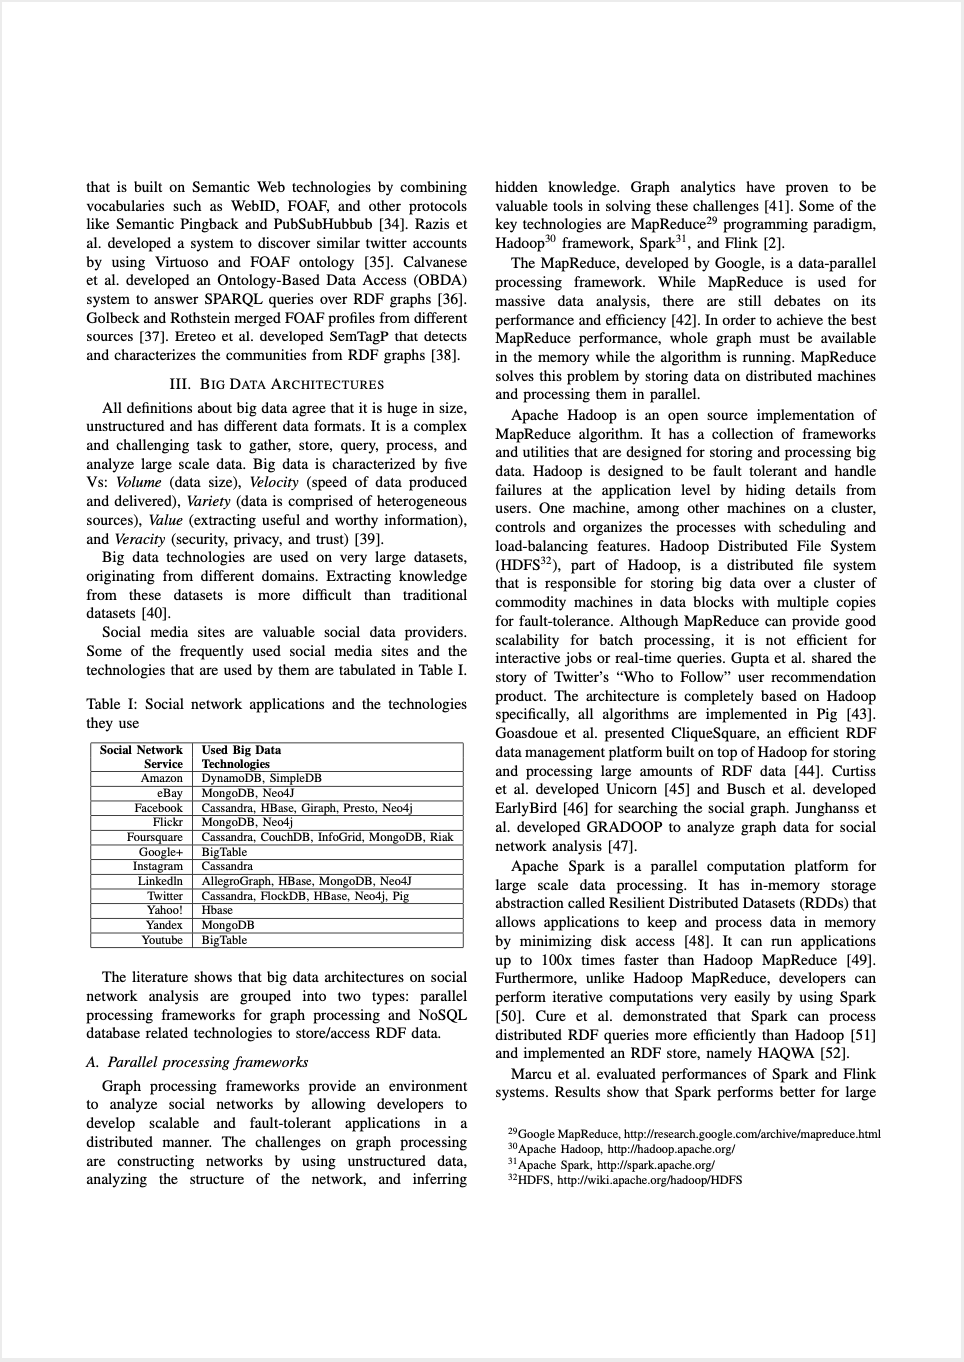 that is built on Semantic Web technologies by combining
vocabularies such as WebID, FOAF, and other protocols
like Semantic Pingback and PubSubHubbub [34]. Razis et
al. developed a system to discover similar twitter accounts
by using Virtuoso and FOAF ontology [35]. Calvanese
et al. developed an Ontology-Based Data Access (OBDA)
system to answer SPARQL queries over RDF graphs [36].
Golbeck and Rothstein merged FOAF profiles from different
sources [37]. Ereteo et al. developed SemTagP that detects
and characterizes the communities from RDF graphs [38].
III. BIG DATA ARCHITECTURES
All definitions about big data agree that it is huge in size,
unstructured and has different data formats. It is a complex
and challenging task to gather, store, query, process, and
analyze large scale data. Big data is characterized by five
Vs: Volume (data size), Velocity (speed of data produced
and delivered), Variety (data is comprised of heterogeneous
sources), Value (extracting useful and worthy information),
and Veracity (security, privacy, and trust) [39].
Big data technologies are used on very large datasets,
originating from different domains. Extracting knowledge
from these datasets is more difficult than traditional
datasets [40].
Social media sites are valuable social data providers.
Some of the frequently used social media sites and the
technologies that are used by them are tabulated in Table I.
Table I: Social network applications and the technologies
they use
Social Network Used Big Data
Service Technologies
Amazon DynamoDB, SimpleDB
eBay MongoDB, Neo4J
Facebook Cassandra, HBase, Giraph, Presto, Neo4j
Flickr MongoDB, Neo4j
Foursquare Cassandra, CouchDB, InfoGrid, MongoDB, Riak
Google+ BigTable
Instagram Cassandra
LinkedIn AllegroGraph, HBase, MongoDB, Neo4J
Twitter Cassandra, FlockDB, HBase, Neo4j, Pig
Yahoo! Hbase
Yandex MongoDB
Youtube BigTable
The literature shows that big data architectures on social
network analysis are grouped into two types: parallel
processing frameworks for graph processing and NoSQL
database related technologies to store/access RDF data.
A. Parallel processing frameworks
Graph processing frameworks provide an environment
to analyze social networks by allowing developers to
develop scalable and fault-tolerant applications in a
distributed manner. The challenges on graph processing
are constructing networks by using unstructured data,
analyzing the structure of the network, and inferring
hidden knowledge. Graph analytics have proven to be
valuable tools in solving these challenges [41]. Some of the
key technologies are MapReduce29 programming paradigm,
Hadoop30 framework, Spark31, and Flink [2].
The MapReduce, developed by Google, is a data-parallel
processing framework. While MapReduce is used for
massive data analysis, there are still debates on its
performance and efficiency [42]. In order to achieve the best
MapReduce performance, whole graph must be available
in the memory while the algorithm is running. MapReduce
solves this problem by storing data on distributed machines
and processing them in parallel.
Apache Hadoop is an open source implementation of
MapReduce algorithm. It has a collection of frameworks
and utilities that are designed for storing and processing big
data. Hadoop is designed to be fault tolerant and handle
failures at the application level by hiding details from
users. One machine, among other machines on a cluster,
controls and organizes the processes with scheduling and
load-balancing features. Hadoop Distributed File System
(HDFS32), part of Hadoop, is a distributed file system
that is responsible for storing big data over a cluster of
commodity machines in data blocks with multiple copies
for fault-tolerance. Although MapReduce can provide good
scalability for batch processing, it is not efficient for
interactive jobs or real-time queries. Gupta et al. shared the
story of Twitter's “Who to Follow” user recommendation
product. The architecture is completely based on Hadoop
specifically, all algorithms are implemented in Pig [43].
Goasdoue et al. presented CliqueSquare, an efficient RDF
data management platform built on top of Hadoop for storing
and processing large amounts of RDF data [44]. Curtiss
et al. developed Unicorn [45] and Busch et al. developed
EarlyBird [46] for searching the social graph. Junghanss et
al. developed GRADOOP to analyze graph data for social
network analysis [47].
Apache Spark is a parallel computation platform for
large scale data processing. It has in-memory storage
abstraction called Resilient Distributed Datasets (RDDs) that
allows applications to keep and process data in memory
by minimizing disk access [48]. It can run applications
up to 100x times faster than Hadoop MapReduce [49].
Furthermore, unlike Hadoop MapReduce, developers can
perform iterative computations very easily by using Spark
[50]. Cure et al. demonstrated that Spark can process
distributed RDF queries more efficiently than Hadoop [51]
and implemented an RDF store, namely HAQWA [52].
Marcu et al. evaluated performances of Spark and Flink
systems. Results show that Spark performs better for large
29Google MapReduce, http://research.google.com/archive/mapreduce.html
30Apache Hadoop, http://hadoop.apache.org/
31Apache Spark, http://spark.apache.org/
32HDFS, http://wiki.apache.org/hadoop/HDFS